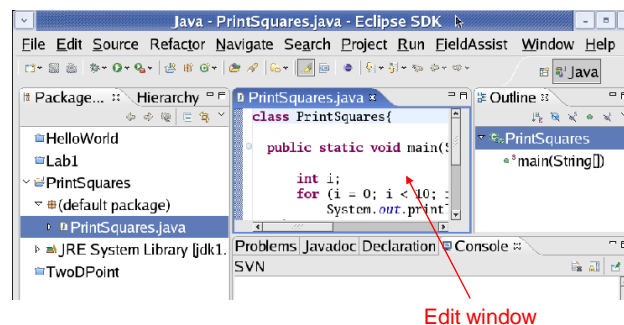 Java - PrintSquares.java - Eclipse SDK
File Edit Source Refactor Navigate Search Project Run FieldAssist Window Help
Java
Package... Hierarchy
PrintSquares.java
Outline
HelloWorld
Lab1
PrintSquares
(default package)
PrintSquares.java
JRE System Library [jdk1.
TwoDPoint
class PrintSquares{
public static void main(S
int i;
for (i = 0; i < 10; i
System.out.print
PrintSquares
main(String[])
Problems Javadoc Declaration Console
SVN
Edit window